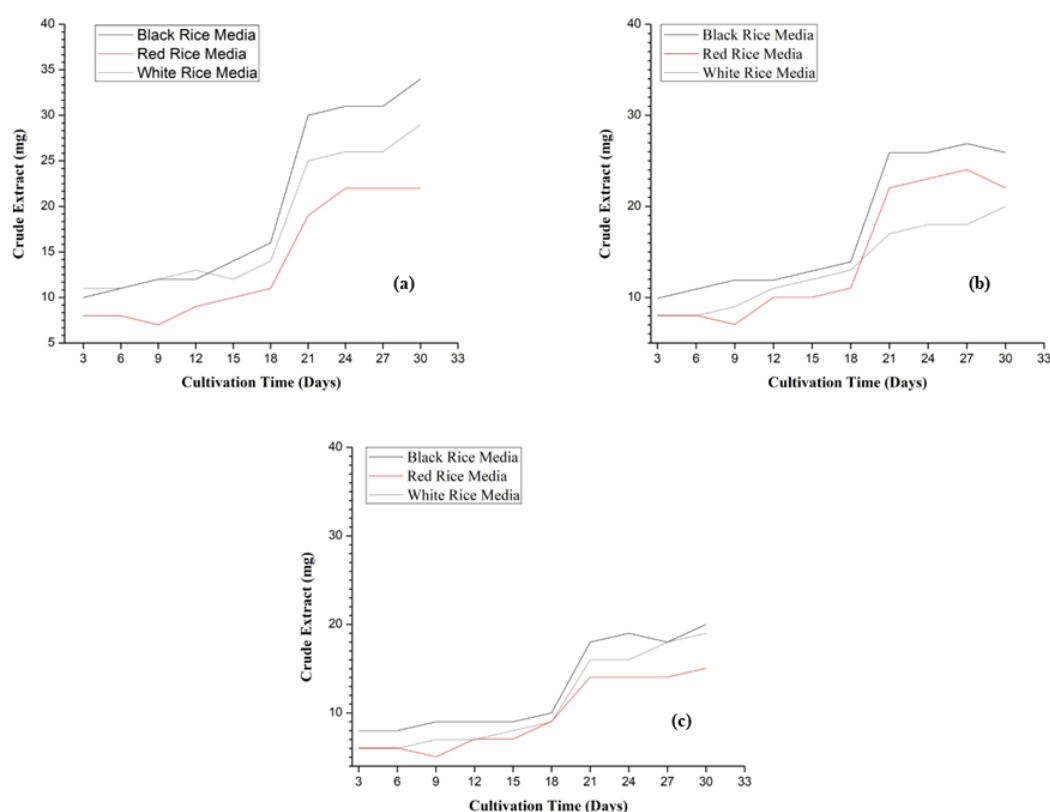 Black Rice Media
Red Rice Media
White Rice Media
40
35
30
25
20
15
10
5
Crude Extract (mg)
(a)
3 6 9 12 15 18 21 24 27 30 33
Cultivation Time (Days)
Black Rice Media
Red Rice Media
White Rice Media
40
30
20
10
Crude Extract (mg)
(b)
3 6 9 12 15 18 21 24 27 30 33
Cultivation Time (Days)
Black Rice Media
Red Rice Media
White Rice Media
40
30
20
10
Crude Extract (mg)
(c)
3 6 9 12 15 18 21 24 27 30 33
Cultivation Time (Days)